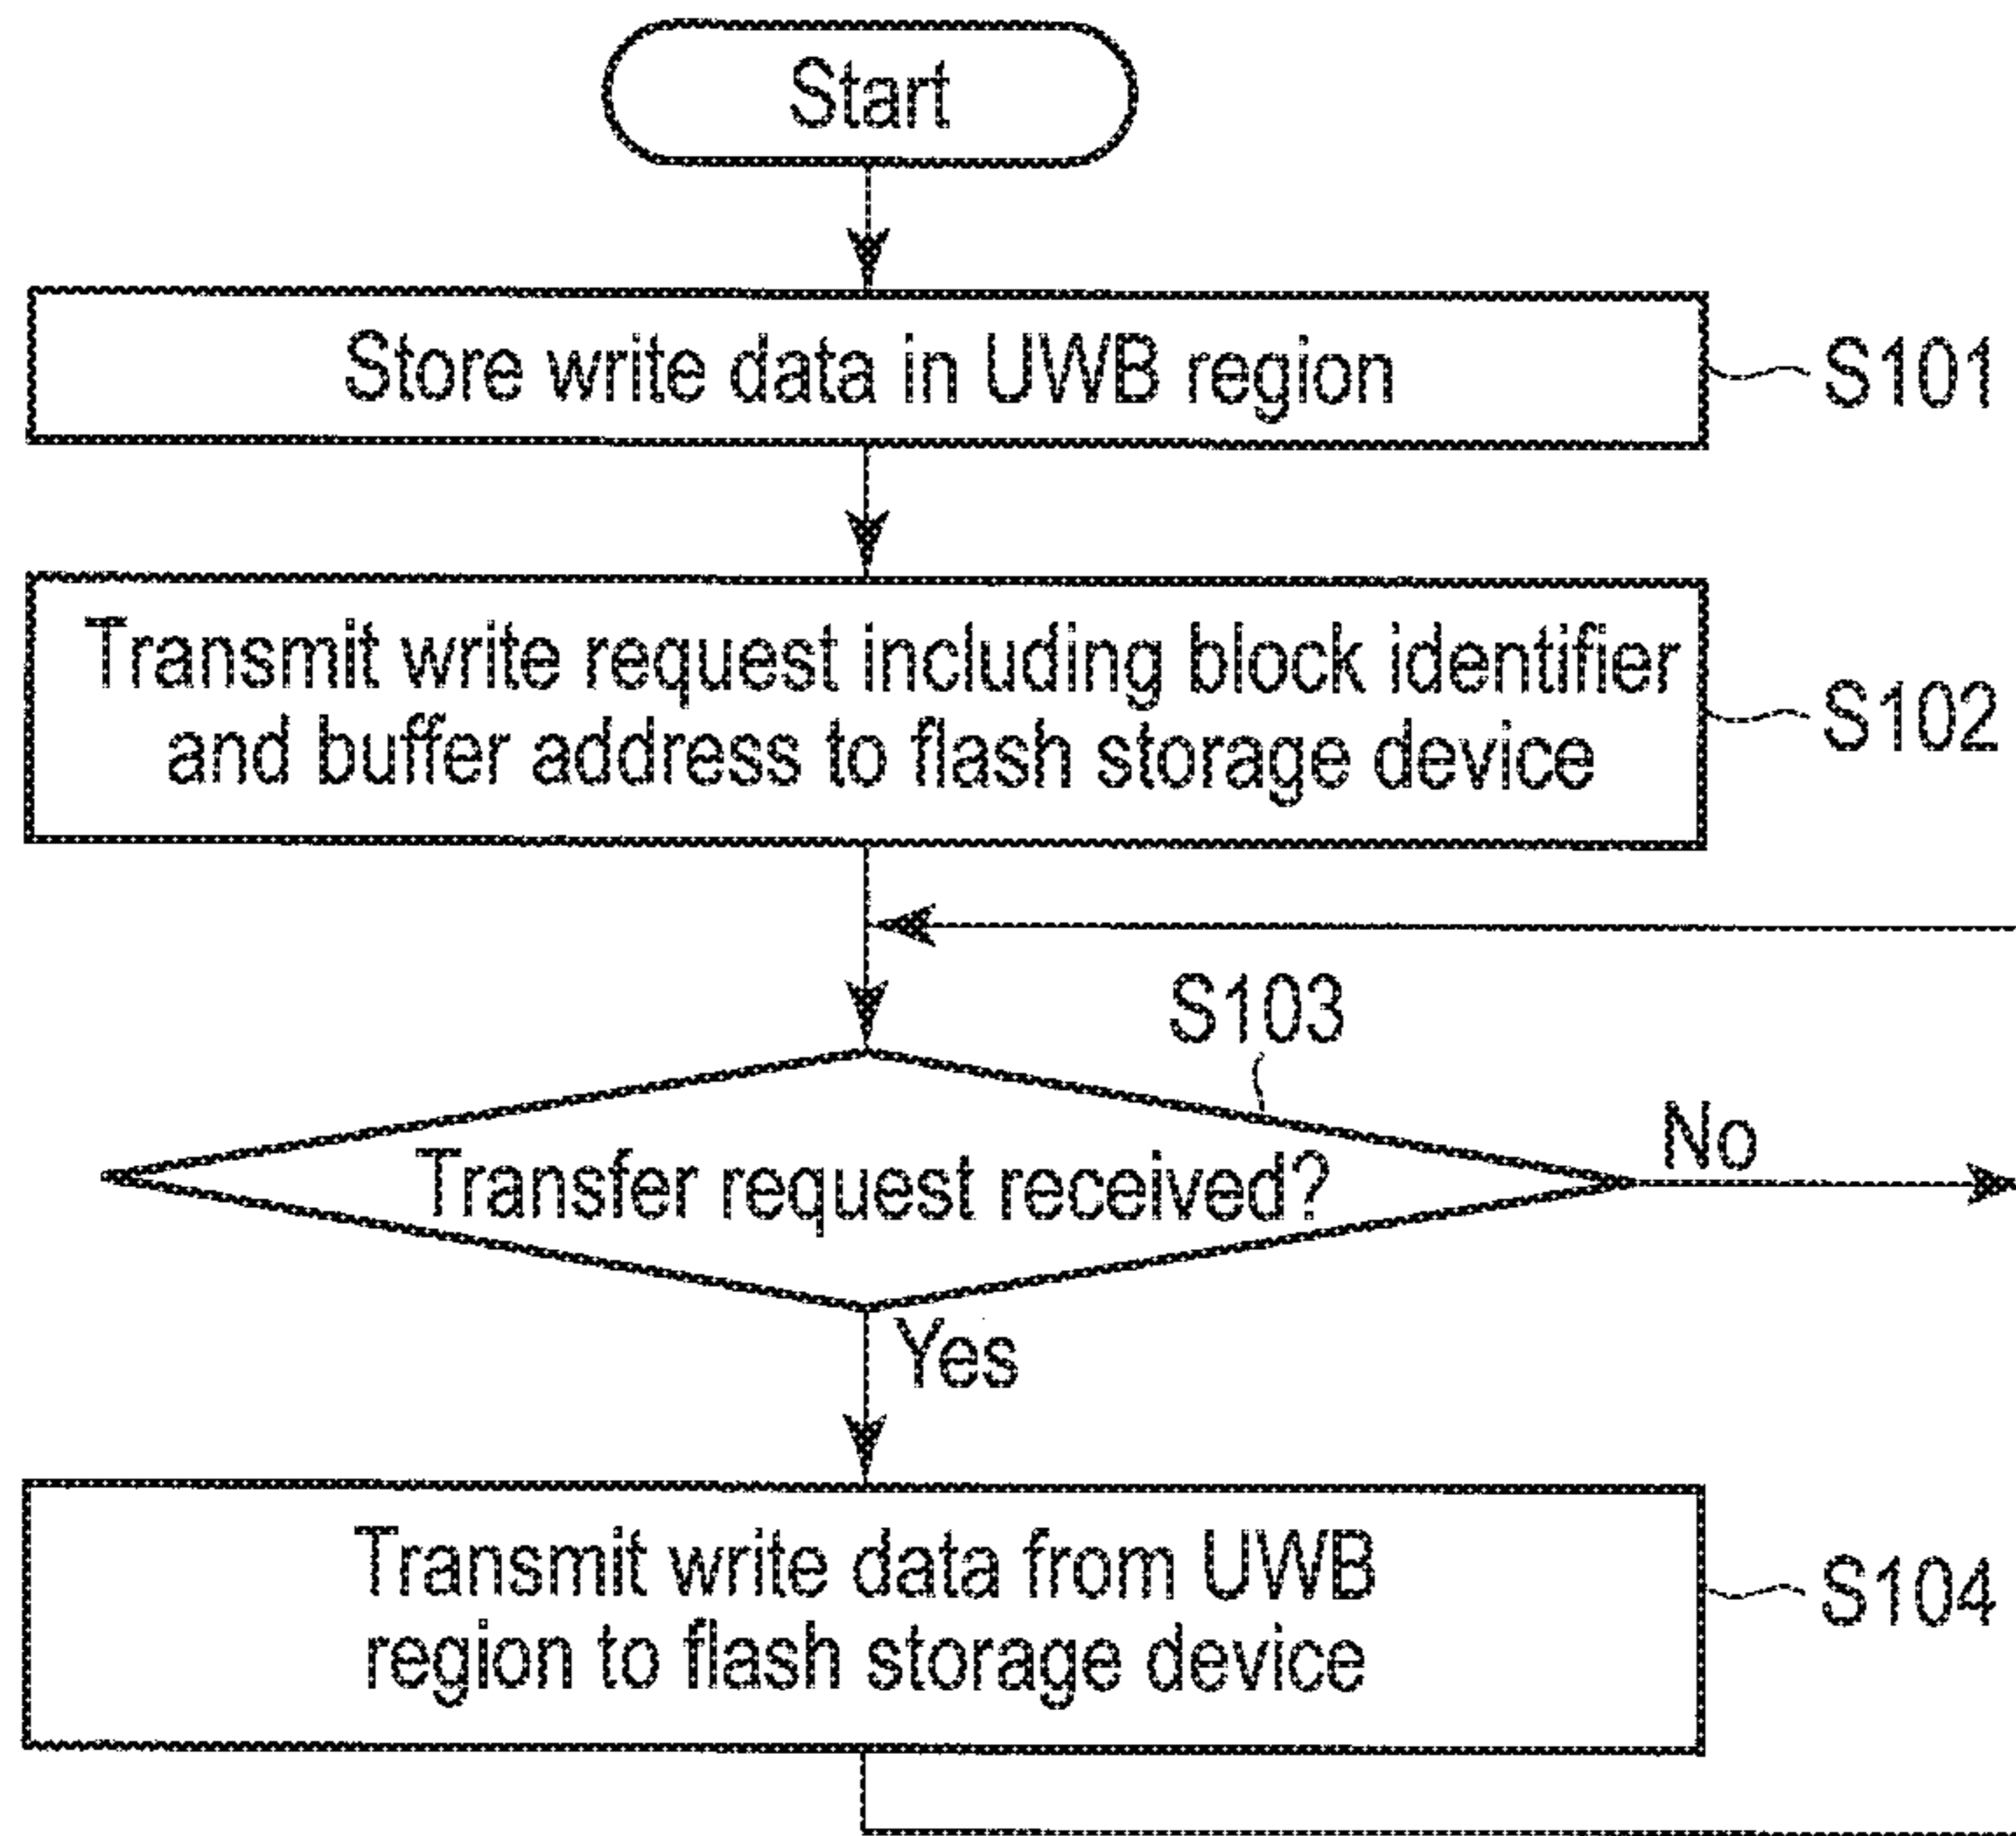 Start
Store write data in UWB region
S101
Transmit write request including block identifier
and buffer address to flash storage device
S102
S103
Transfer request received?
No
Yes
Transmit write data from UWB
region to flash storage device
S104